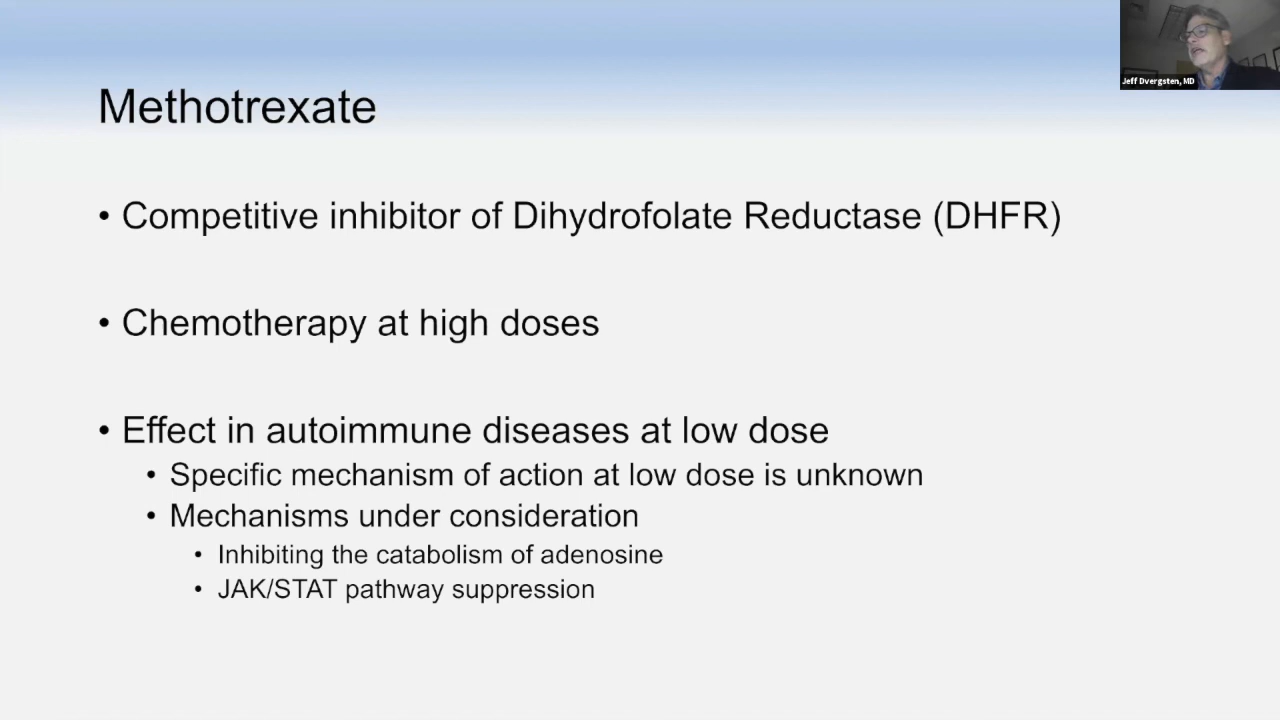 Jeff Dvergsten, MD
Methotrexate
• Competitive inhibitor of Dihydrofolate Reductase (DHFR)
• Chemotherapy at high doses
• Effect in autoimmune diseases at low dose
• Specific mechanism of action at low dose is unknown
• Mechanisms under consideration
• Inhibiting the catabolism of adenosine
• JAK/STAT pathway suppression